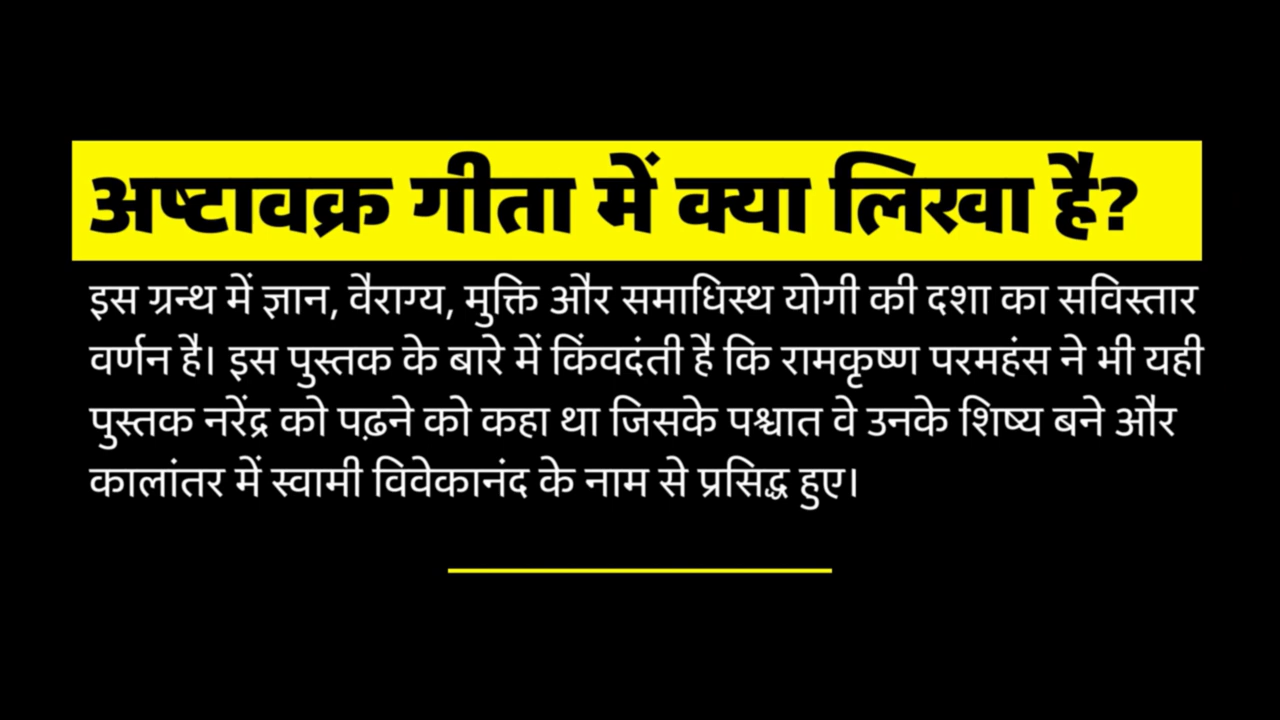 अष्टावक्र गीता में क्या लिखा है?
इस ग्रन्थ में ज्ञान, वैराग्य, मुक्ति और समाधिस्थ योगी की दशा का सविस्तार
वर्णन है। इस पुस्तक के बारे में किंवदंती है कि रामकृष्ण परमहंस ने भी यही
पुस्तक नरेंद्र को पढ़ने को कहा था जिसके पश्चात वे उनके शिष्य बने और
कालांतर में स्वामी विवेकानंद के नाम से प्रसिद्ध हुए।